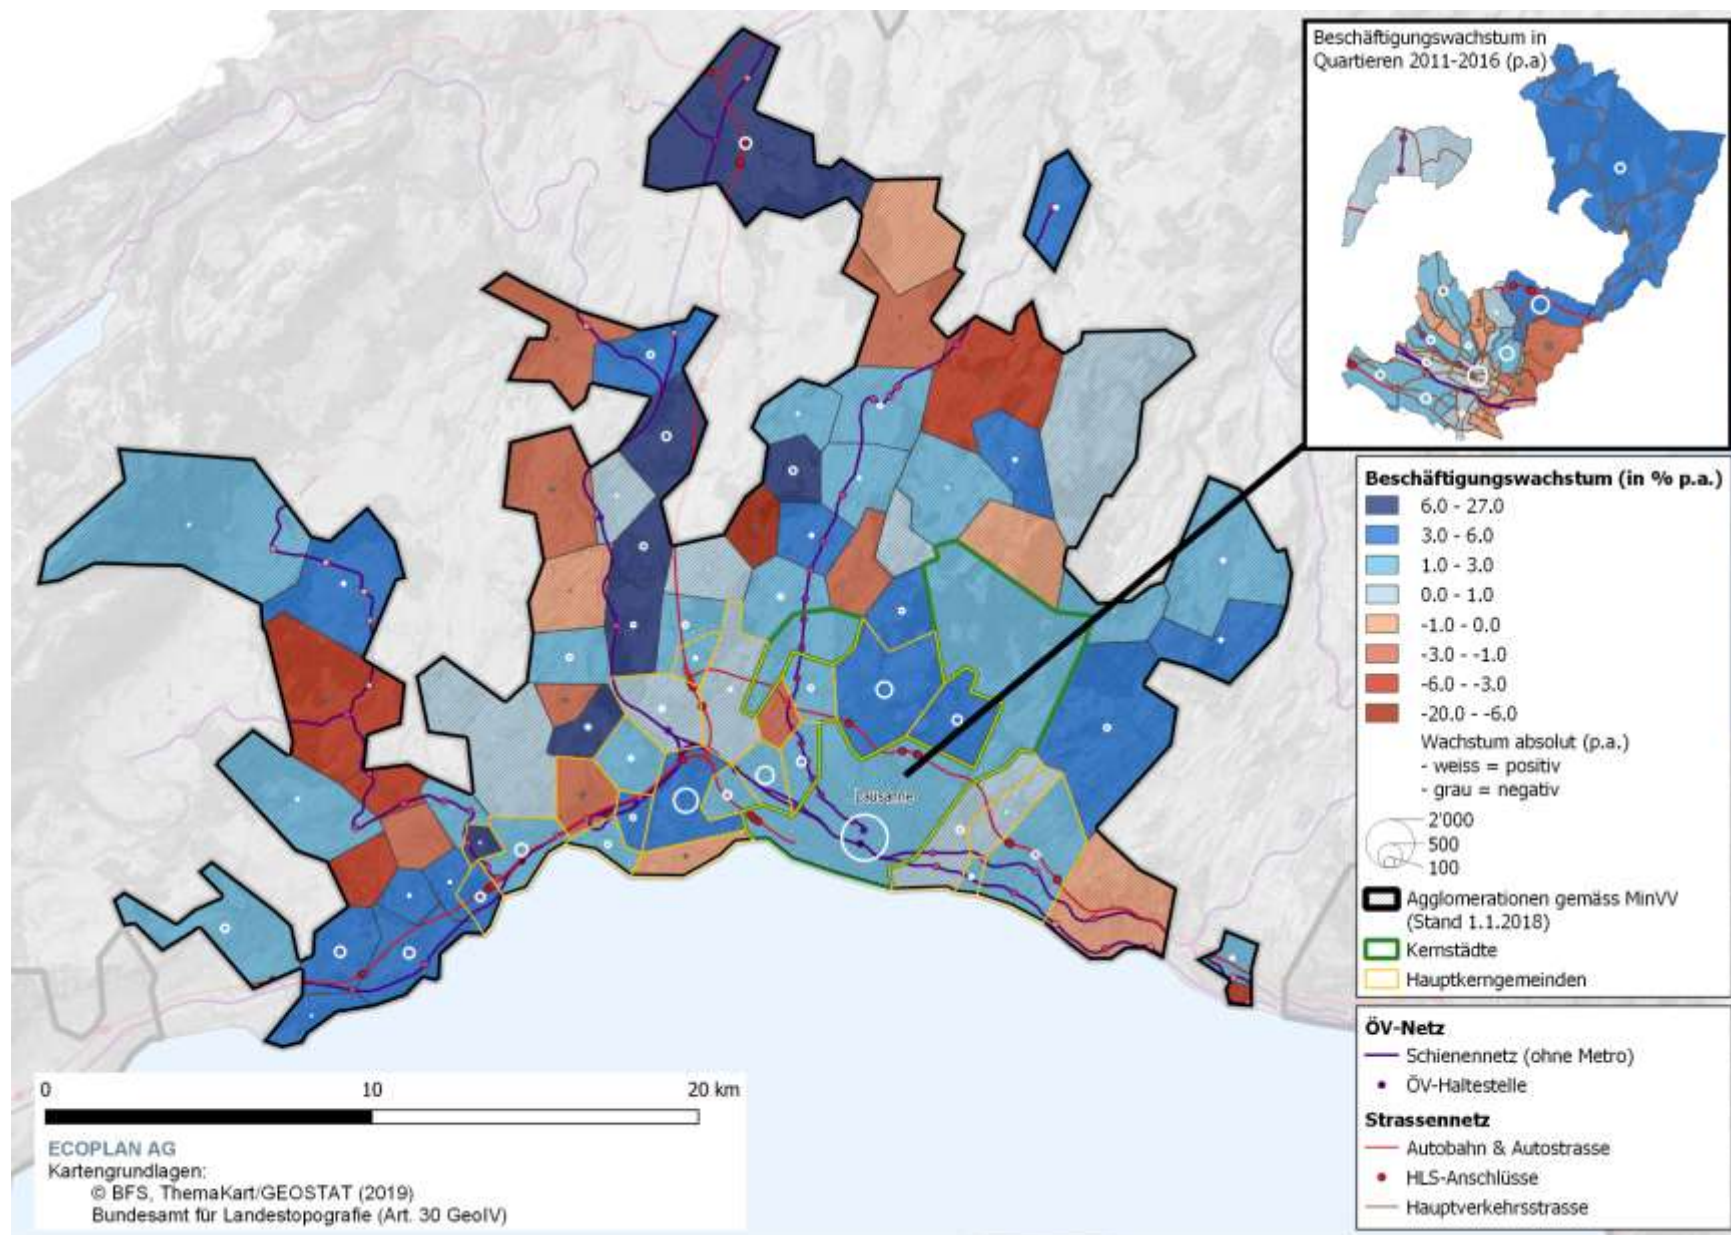 Beschäftigungswachstum in
Quartieren 2011-2016 (p.a)
Lausanne
Beschäftigungswachstum (in % p.a.)
6.0 - 27.0
3.0 - 6.0
1.0 - 3.0
0.0 - 1.0
-1.0 - 0.0
-3.0 - -1.0
-6.0 - -3.0
-20.0 - -6.0
Wachstum absolut (p.a.)
- weiss = positiv
- grau = negativ
2'000
500
100
Agglomerationen gemäss MinVV
(Stand 1.1.2018)
Kernstädte
Hauptkerngemeinden
ÖV-Netz
Schienennetz (ohne Metro)
ÖV-Haltestelle
Strassennetz
Autobahn & Autostrasse
HLS-Anschlüsse
Hauptverkehrsstrasse
0 10 20 km
ECOPLAN AG
Kartengrundlagen:
© BFS, ThemaKart/GEOSTAT (2019)
Bundesamt für Landestopografie (Art. 30 GeoIV)